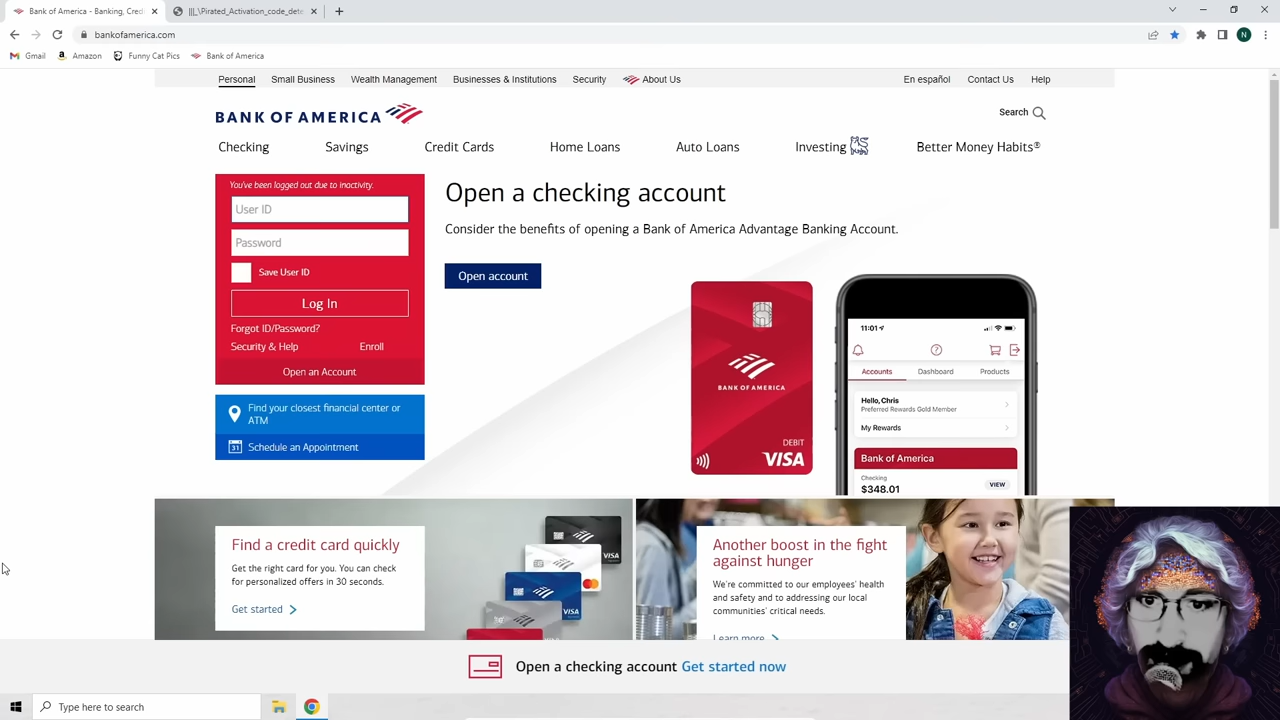 Bank of America - Banking, Cred
|||_\Pirated_Activation_code_dete
bankofamerica.com
N
Gmail
Amazon
Funny Cat Pics
Bank of America
Personal
Small Business
Wealth Management
Businesses & Institutions
Security
About Us
En español
Contact Us
Help
BANK OF AMERICA
Search
Checking
Savings
Credit Cards
Home Loans
Auto Loans
Investing
Better Money Habits®
You've been logged out due to inactivity.
User ID
Password
Save User ID
Log In
Forgot ID/Password?
Security & Help
Enroll
Open an Account
Find your closest financial center or
ATM
31
Schedule an Appointment
Open a checking account
Consider the benefits of opening a Bank of America Advantage Banking Account.
Open account
BANK OF AMERICA
DEBIT
VISA
11:01
Accounts
Dashboard
Products
Hello, Chris
Preferred Rewards Gold Member
My Rewards
Bank of America
Checking
$348.01
VIEW
Find a credit card quickly
Get the right card for you. You can check
for personalized offers in 30 seconds.
Get started
VISA
VISA
Another boost in the fight
against hunger
We're committed to our employees' health
and safety and to addressing our local
communities' critical needs.
Learn more
Open a checking account Get started now
Type here to search